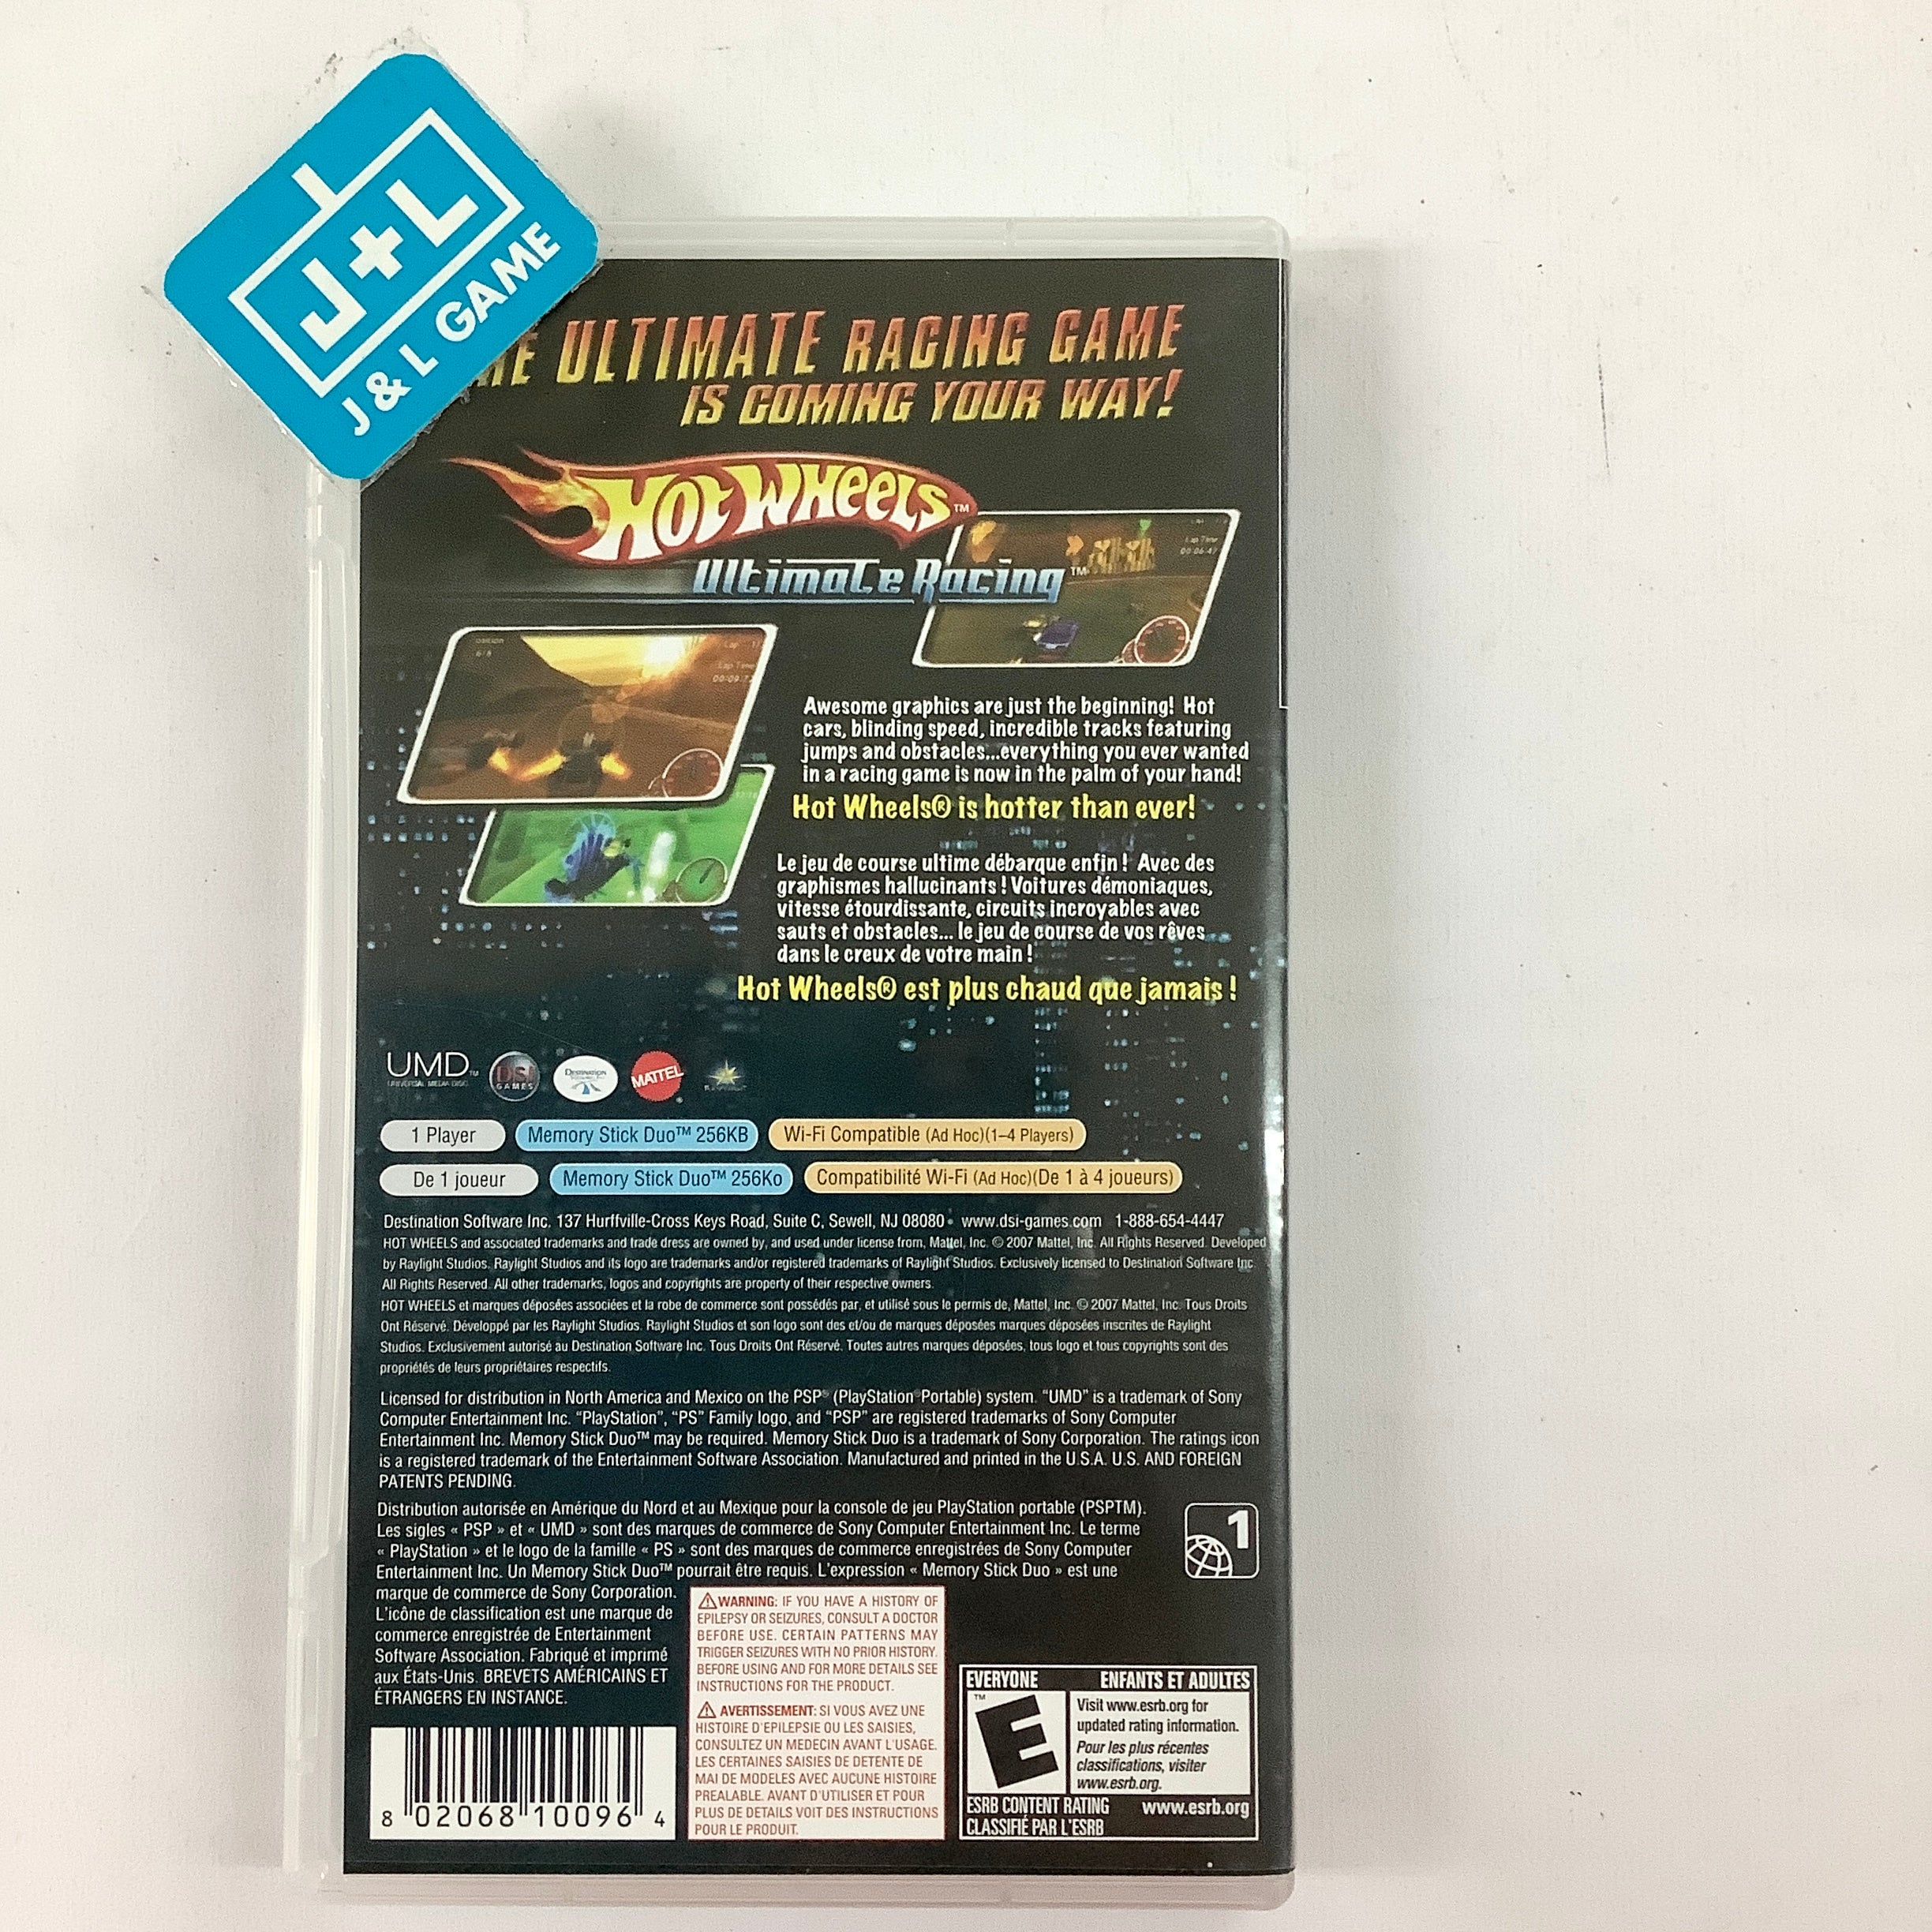 J+L
J & L GAME
ULTIMATE RACING GAME
IS COMING YOUR WAY!
HOT WHEELS™
Ultimate Racing™
Lap Time
00:06:47
6/8
Lap
Lap Time
00:09:7
Awesome graphics are just the beginning! Hot
cars, blinding speed, incredible tracks featuring
jumps and obstacles...everything you ever wanted
in a racing game is now in the palm of your hand!
Hot Wheels® is hotter than ever!
Le jeu de course ultime débarque enfin ! Avec des
graphismes hallucinants ! Voitures démoniaques,
vitesse étourdissante, circuits incroyables avec
sauts et obstacles... le jeu de course de vos rêves
dans le creux de votre main !
Hot Wheels® est plus chaud que jamais !
UMD™
UNIVERSAL MEDIA DISC
DSI
GAMES
DESTINATION
MATTEL
1 Player
Memory Stick Duo™ 256KB
Wi-Fi Compatible (Ad Hoc)(1–4 Players)
De 1 joueur
Memory Stick Duo™ 256Ko
Compatibilité Wi-Fi (Ad Hoc)(De 1 à 4 joueurs)
Destination Software Inc. 137 Hurffville-Cross Keys Road, Suite C, Sewell, NJ 08080 • www.dsi-games.com 1-888-654-4447
HOT WHEELS and associated trademarks and trade dress are owned by, and used under license from, Mattel, Inc. © 2007 Mattel, Inc. All Rights Reserved. Developed
by Raylight Studios. Raylight Studios and its logo are trademarks and/or registered trademarks of Raylight Studios. Exclusively licensed to Destination Software Inc.
All Rights Reserved. All other trademarks, logos and copyrights are property of their respective owners.
HOT WHEELS et marques déposées associées et la robe de commerce sont possédés par, et utilisé sous le permis de, Mattel, Inc. © 2007 Mattel, Inc. Tous Droits
Ont Réservé. Développé par les Raylight Studios. Raylight Studios et son logo sont des et/ou de marques déposées marques déposées inscrites de Raylight
Studios. Exclusivement autorisé au Destination Software Inc. Tous Droits Ont Réservé. Toutes autres marques déposées, tous logo et tous copyrights sont des
propriétés de leurs propriétaires respectifs.
Licensed for distribution in North America and Mexico on the PSP® (PlayStation®Portable) system. “UMD” is a trademark of Sony
Computer Entertainment Inc. “PlayStation”, “PS” Family logo, and “PSP” are registered trademarks of Sony Computer
Entertainment Inc. Memory Stick Duo™ may be required. Memory Stick Duo is a trademark of Sony Corporation. The ratings icon
is a registered trademark of the Entertainment Software Association. Manufactured and printed in the U.S.A. U.S. AND FOREIGN
PATENTS PENDING.
Distribution autorisée en Amérique du Nord et au Mexique pour la console de jeu PlayStation portable (PSPTM).
Les sigles « PSP » et « UMD » sont des marques de commerce de Sony Computer Entertainment Inc. Le terme
« PlayStation » et le logo de la famille « PS » sont des marques de commerce enregistrées de Sony Computer
Entertainment Inc. Un Memory Stick Duo™ pourrait être requis. L'expression « Memory Stick Duo » est une
marque de commerce de Sony Corporation.
L'icône de classification est une marque de
commerce enregistrée de Entertainment
Software Association. Fabriqué et imprimé
aux États-Unis. BREVETS AMÉRICAINS ET
ÉTRANGERS EN INSTANCE.
1
WARNING: IF YOU HAVE A HISTORY OF
EPILEPSY OR SEIZURES, CONSULT A DOCTOR
BEFORE USE. CERTAIN PATTERNS MAY
TRIGGER SEIZURES WITH NO PRIOR HISTORY.
BEFORE USING AND FOR MORE DETAILS SEE
INSTRUCTIONS FOR THE PRODUCT.
AVERTISSEMENT: SI VOUS AVEZ UNE
HISTOIRE D'EPILEPSIE OU LES SAISIES,
CONSULTEZ UN MEDECIN AVANT L'USAGE.
LES CERTAINES SAISIES DE DETENTE DE
MAI DE MODELES AVEC AUCUNE HISTOIRE
PREALABLE. AVANT D'UTILISER ET POUR
PLUS DE DETAILS VOIT DES INSTRUCTIONS
POUR LE PRODUIT.
8 02068 10096 4
EVERYONE ENFANTS ET ADULTES
E™
Visit www.esrb.org for
updated rating information.
Pour les plus récentes
classifications, visiter
www.esrb.org.
ESRB CONTENT RATING www.esrb.org
CLASSIFIÉ PAR L'ESRB